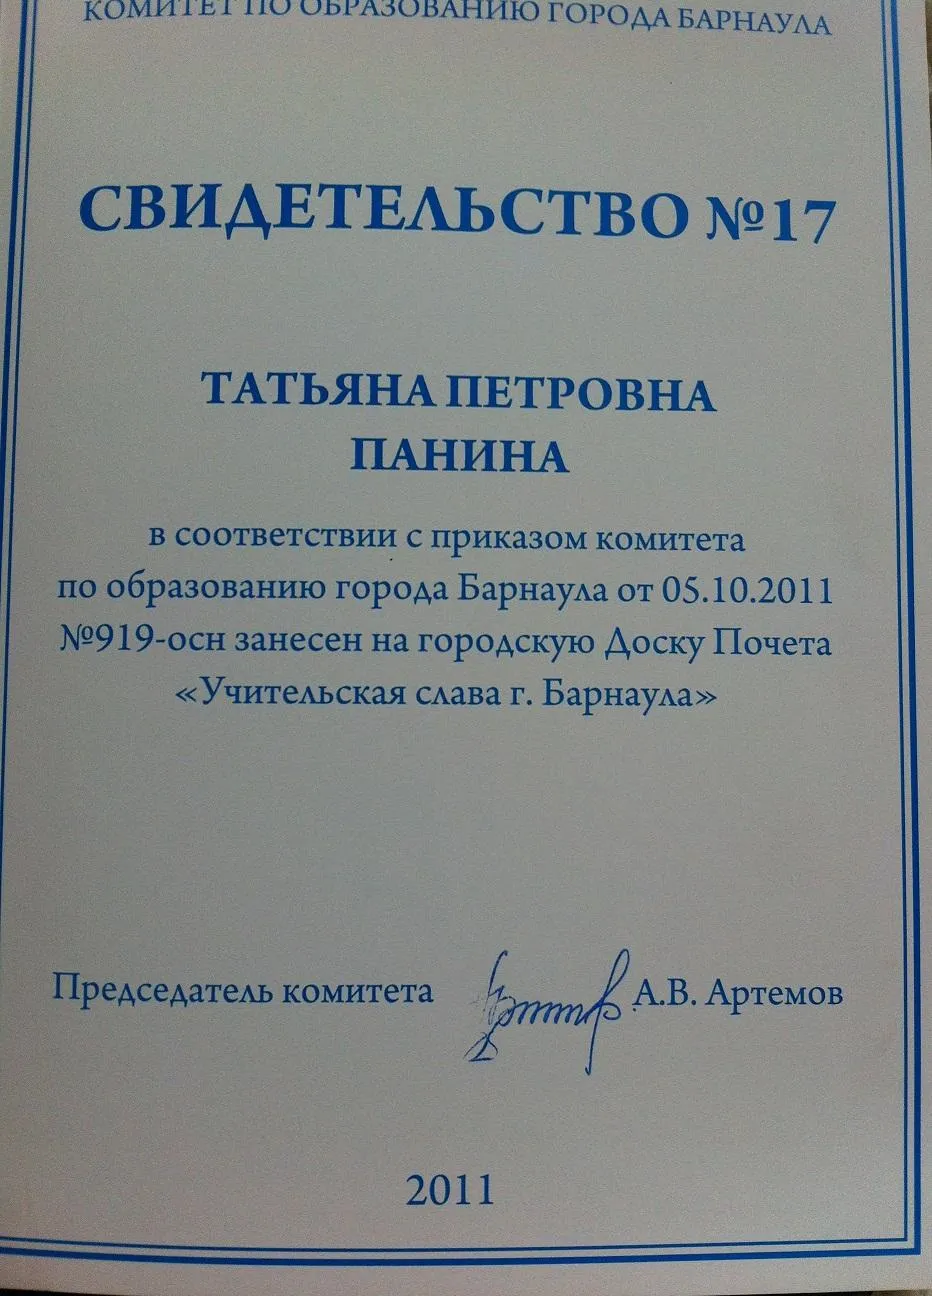 КОМИТЕТ ПО ОБРАЗОВАНИЮ ГОРОДА БАРНАУЛА
СВИДЕТЕЛЬСТВО №17
ТАТЬЯНА ПЕТРОВНА
ПАНИНА
в соответствии с приказом комитета
по образованию города Барнаула от 05.10.2011
№919-осн занесен на городскую Доску Почета
«Учительская слава г. Барнаула»
Председатель комитета А.В. Артемов
2011